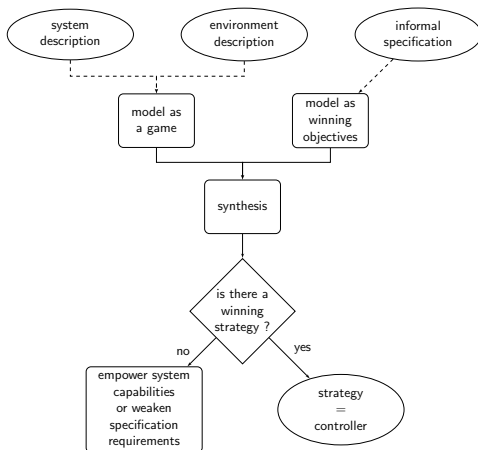 system
description
environment
description
informal
specification
model as
a game
model as
winning
objectives
synthesis
is there a
winning
strategy ?
no
yes
empower system
capabilities
or weaken
specification
requirements
strategy
=
controller